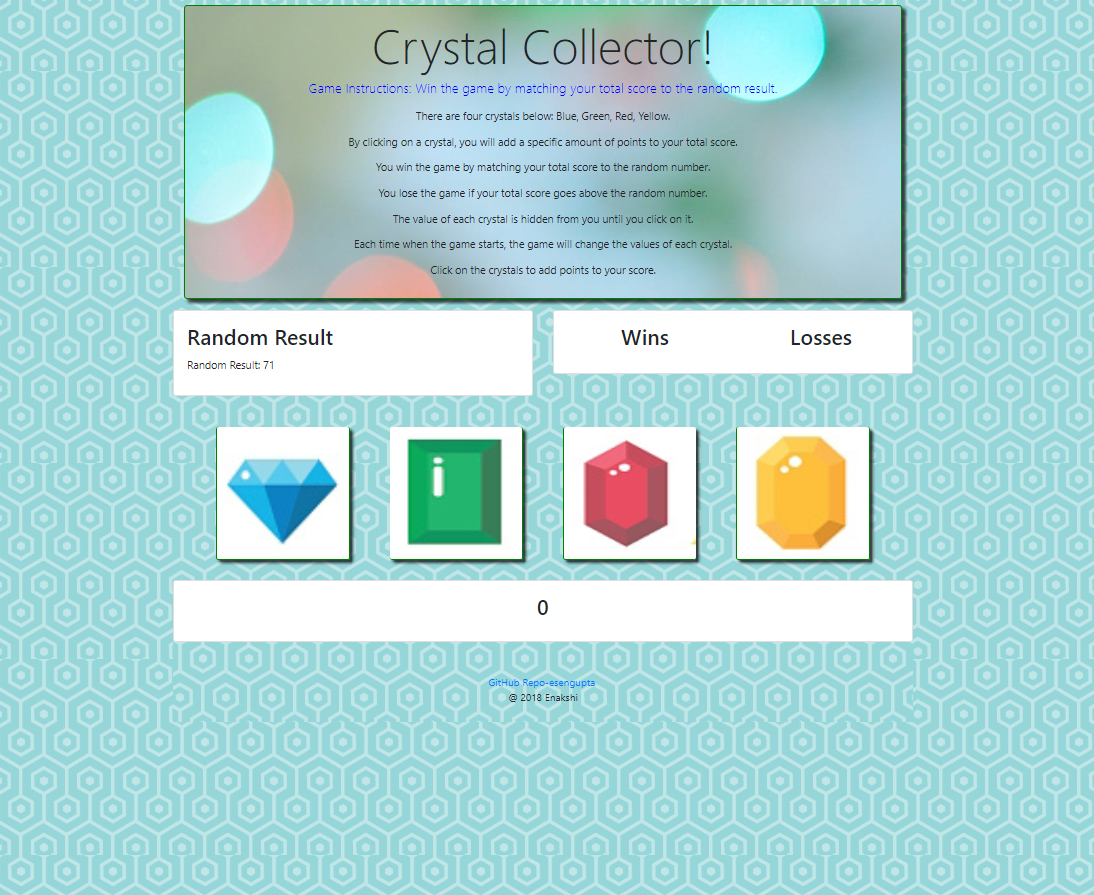 Crystal Collector!
Game Instructions: Win the game by matching your total score to the random result.
There are four crystals below: Blue, Green, Red, Yellow.
By clicking on a crystal, you will add a specific amount of points to your total score.
You win the game by matching your total score to the random number.
You lose the game if your total score goes above the random number.
The value of each crystal is hidden from you until you click on it.
Each time when the game starts, the game will change the values of each crystal.
Click on the crystals to add points to your score.
Random Result
Random Result: 71
Wins Losses
0
GitHub Repo-esengupta
@ 2018 Enakshi